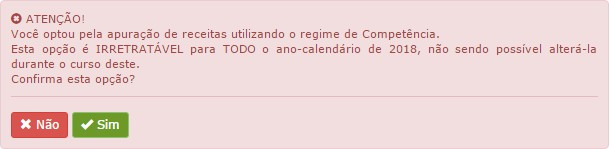 ATENÇÃO!
Você optou pela apuração de receitas utilizando o regime de Competência.
Esta opção é IRRETRATÁVEL para TODO o ano-calendário de 2018, não sendo possível alterá-la
durante o curso deste.
Confirma esta opção?
Não Sim